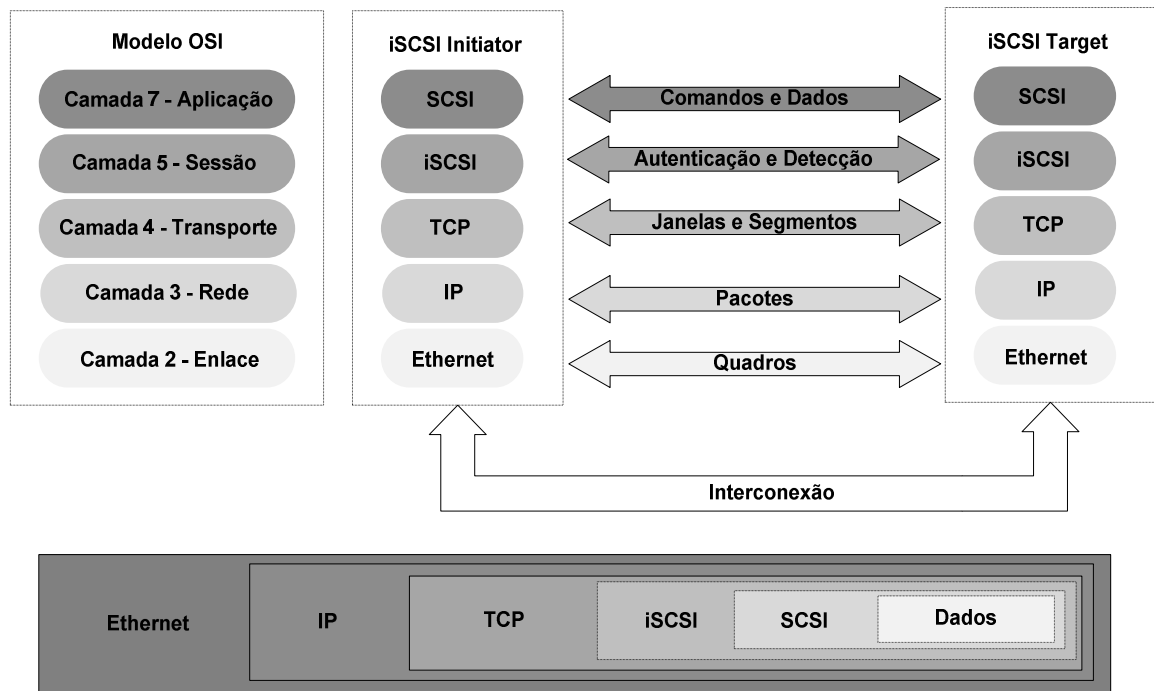 Modelo OSI
Camada 7 - Aplicação
Camada 5 - Sessão
Camada 4 - Transporte
Camada 3 - Rede
Camada 2 - Enlace
iSCSI Initiator
SCSI
iSCSI
TCP
IP
Ethernet
Comandos e Dados
Autenticação e Detecção
Janelas e Segmentos
Pacotes
Quadros
iSCSI Target
SCSI
iSCSI
TCP
IP
Ethernet
Interconexão
Ethernet
IP
TCP
iSCSI
SCSI
Dados